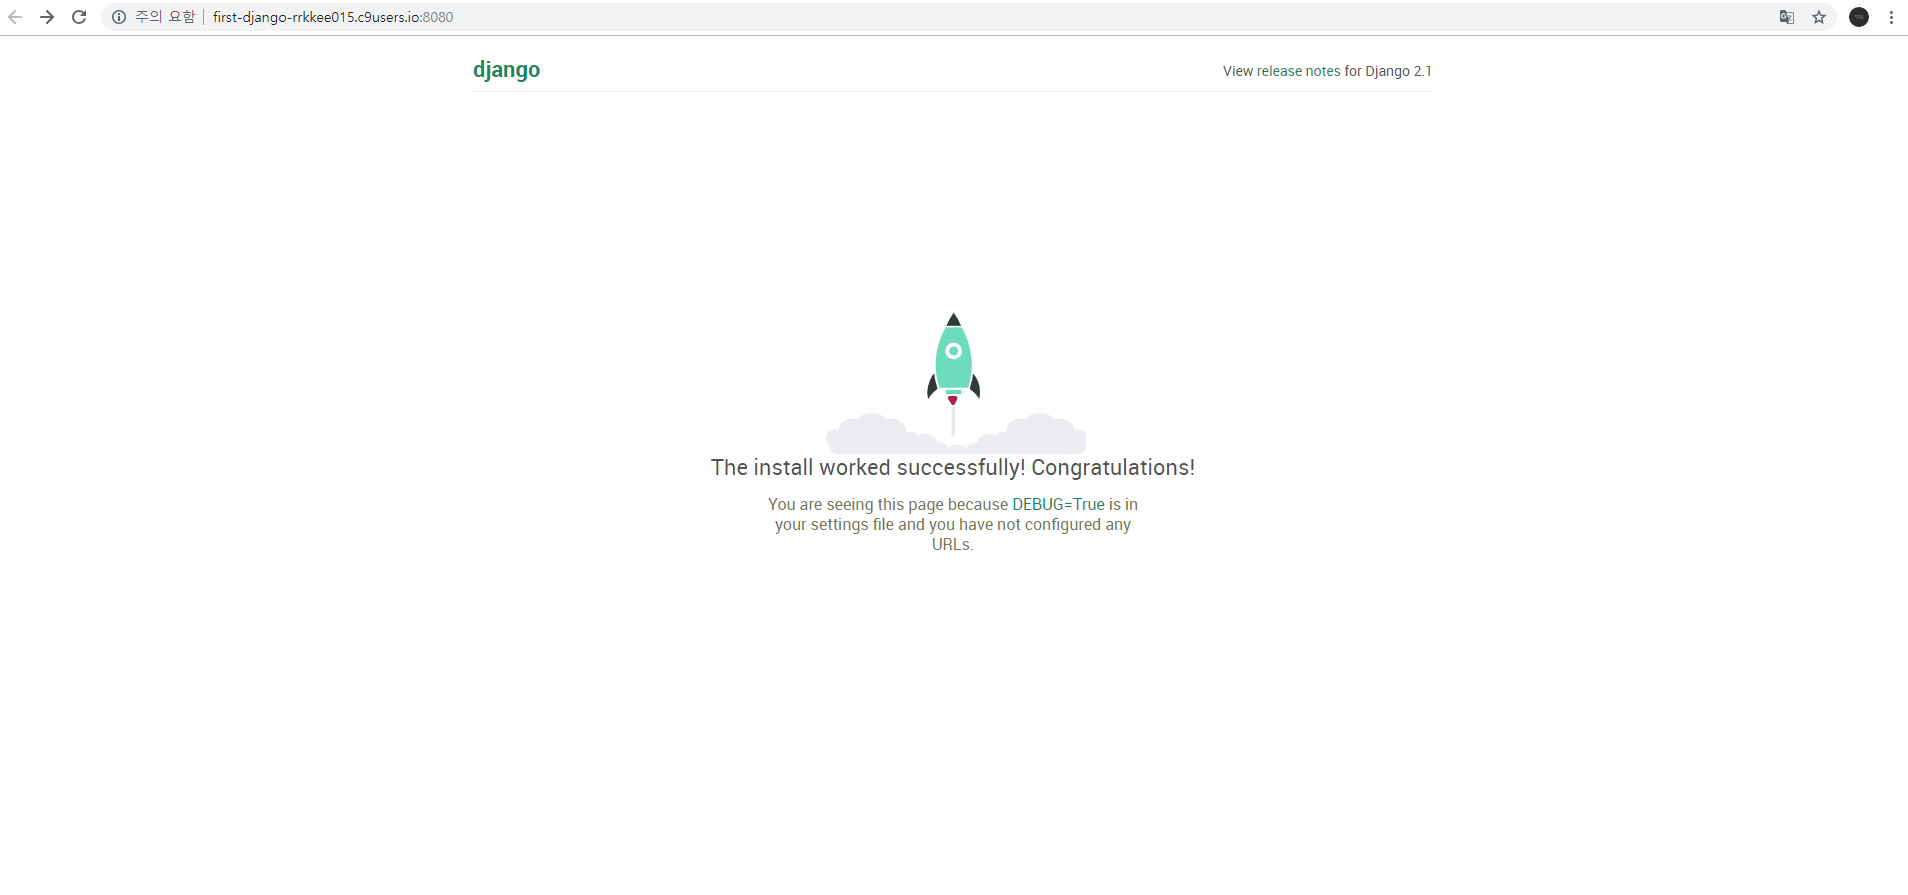 주의 요함 first-django-rrkkee015.c9users.io:8080
django
View release notes for Django 2.1
The install worked successfully! Congratulations!
You are seeing this page because DEBUG=True is in
your settings file and you have not configured any
URLs.